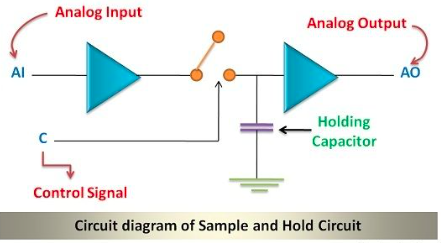 Analog Input
Analog Output
AI
AO
C
Holding
Capacitor
Control Signal
Circuit diagram of Sample and Hold Circuit